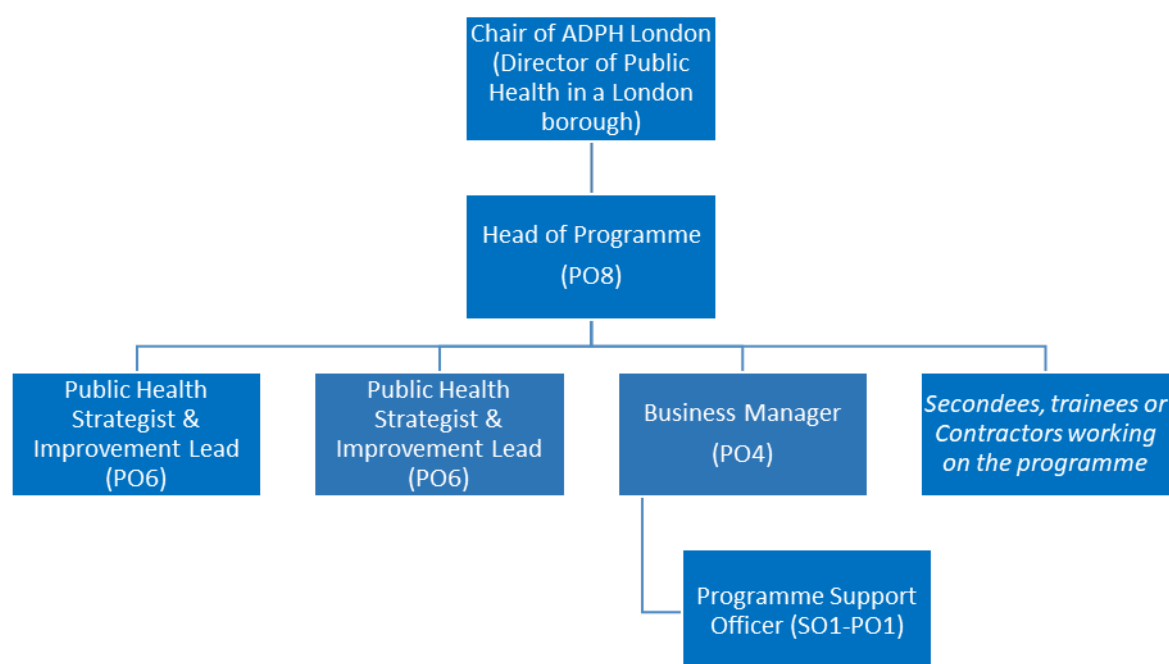 Chair of ADPH London
(Director of Public
Health in a London
borough)
Head of Programme
(PO8)
Public Health
Strategist &
Improvement Lead
(PO6)
Public Health
Strategist &
Improvement Lead
(PO6)
Business Manager
(PO4)
Secondees, trainees or
Contractors working
on the programme
Programme Support
Officer (SO1-PO1)